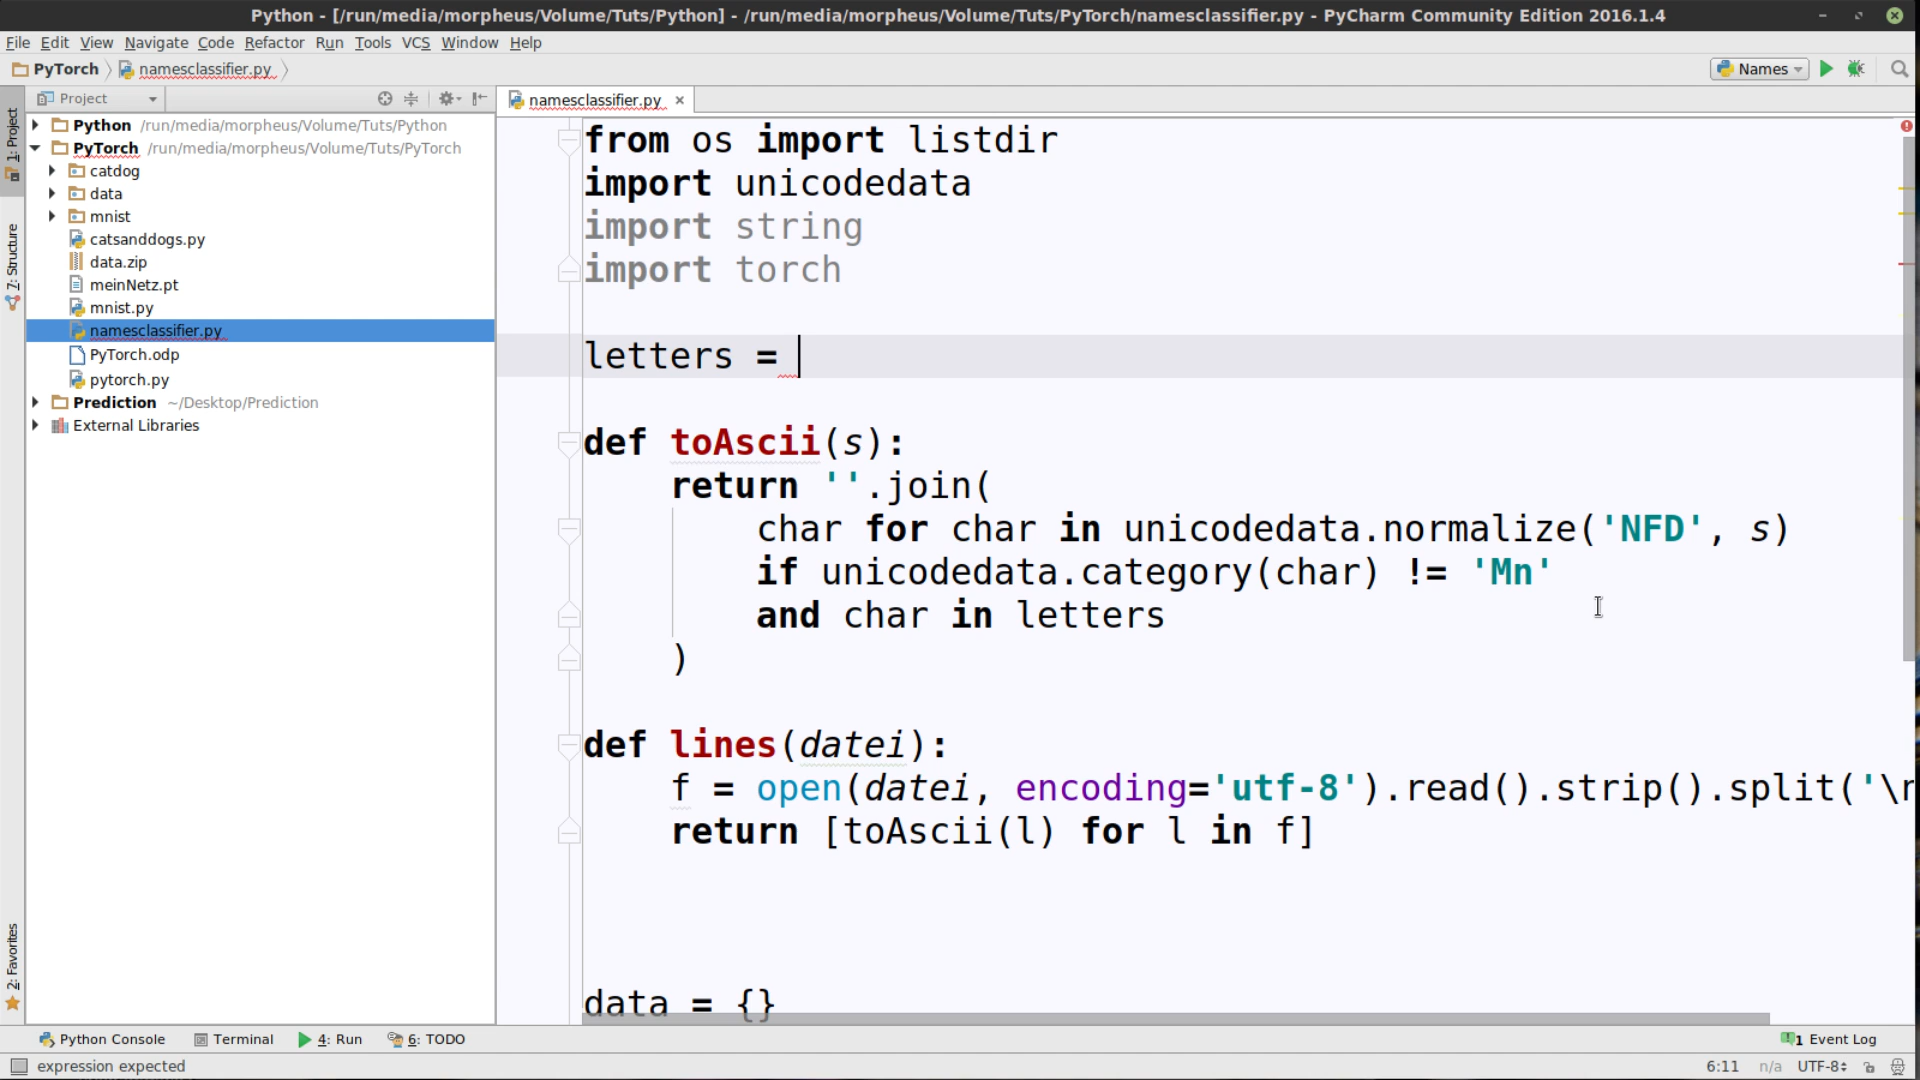 Python - [/run/media/morpheus/Volume/Tuts/Python] - /run/media/morpheus/Volume/Tuts/PyTorch/namesclassifier.py - PyCharm Community Edition 2016.1.4
File Edit View Navigate Code Refactor Run Tools VCS Window Help
PyTorch namesclassifier.py Names
Project namesclassifier.py
1: Project
7: Structure
2: Favorites
Python /run/media/morpheus/Volume/Tuts/Python
PyTorch /run/media/morpheus/Volume/Tuts/PyTorch
catdog
data
mnist
catsanddogs.py
data.zip
meinNetz.pt
mnist.py
namesclassifier.py
PyTorch.odp
pytorch.py
Prediction ~/Desktop/Prediction
External Libraries
from os import listdir
import unicodedata
import string
import torch
letters =
def toAscii(s):
return ''.join(
char for char in unicodedata.normalize('NFD', s)
if unicodedata.category(char) != 'Mn'
and char in letters
)
def lines(datei):
f = open(datei, encoding='utf-8').read().strip().split('\n
return [toAscii(l) for l in f]
data = {}
Python Console Terminal 4: Run 6: TODO 1 Event Log
expression expected 6:11 n/a UTF-8